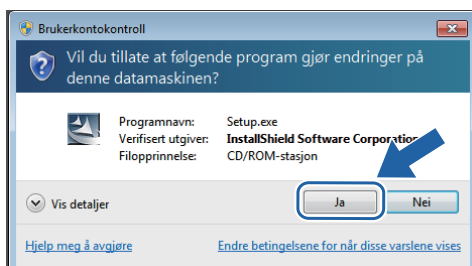 Brukerkontokontroll
Vil du tillate at følgende program gjør endringer på
denne datamaskinen?
Programnavn: Setup.exe
Verifisert utgiver: InstallShield Software Corporation
Filopprinnelse: CD/ROM-stasjon
Vis detaljer
Ja
Nei
Hjelp meg å avgjøre
Endre betingelsene for når disse varslene vises